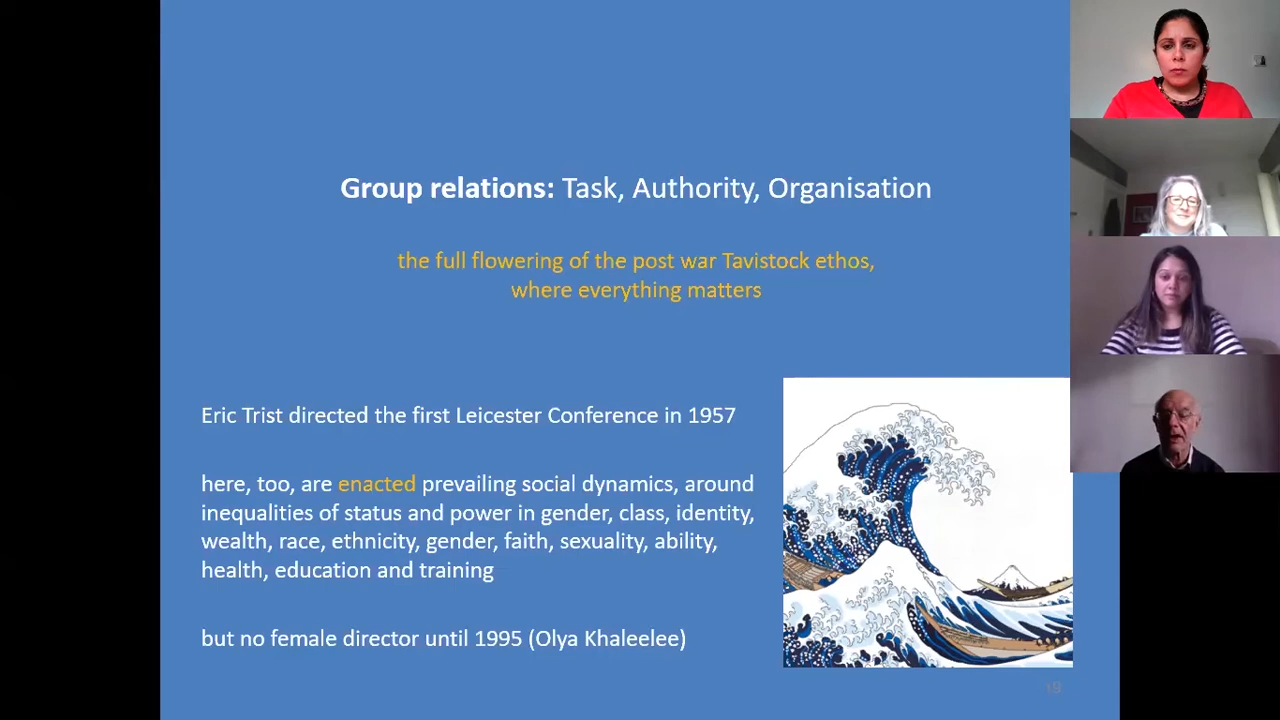 Group relations: Task, Authority, Organisation
the full flowering of the post war Tavistock ethos,
where everything matters
Eric Trist directed the first Leicester Conference in 1957
here, too, are enacted prevailing social dynamics, around
inequalities of status and power in gender, class, identity,
wealth, race, ethnicity, gender, faith, sexuality, ability,
health, education and training
but no female director until 1995 (Olya Khaleelee)
19